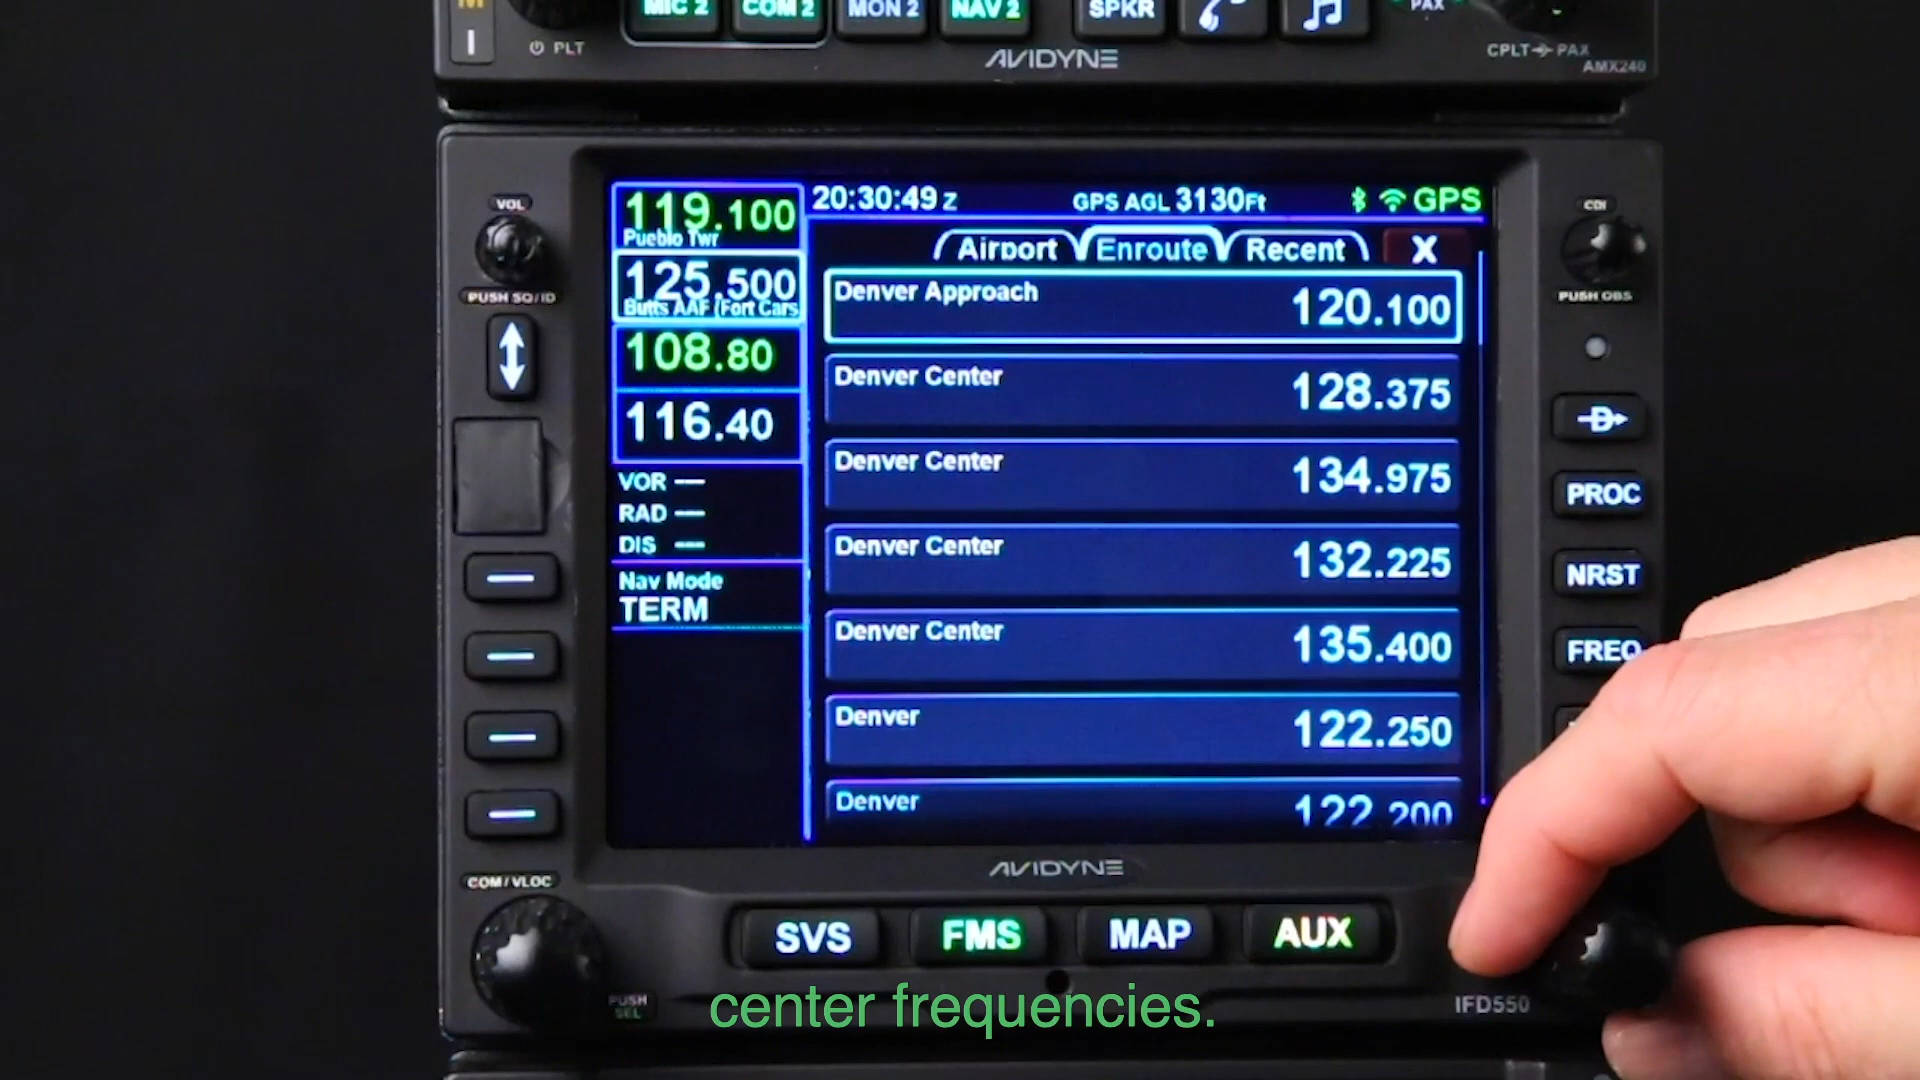 MIC 2 COM 2 MON 2 NAV 2 SPKR PAX
PLT
AVIDYNE
CPLT PAX
AMX240
VOL
PUSH SQ/ID
119.100
Pueblo Twr
125.500
Butts AAF (Fort Cars
108.80
116.40
VOR ---
RAD ---
DIS ---
Nav Mode
TERM
20:30:49 Z GPS AGL 3130Ft GPS
Airport Enroute Recent X
Denver Approach 120.100
Denver Center 128.375
Denver Center 134.975
Denver Center 132.225
Denver Center 135.400
Denver 122.250
Denver 122.200
CDI
PUSH OBS
D
PROC
NRST
FREQ
AVIDYNE
COM/VLOC
PUSH
SEL
SVS FMS MAP AUX
IFD550
center frequencies.